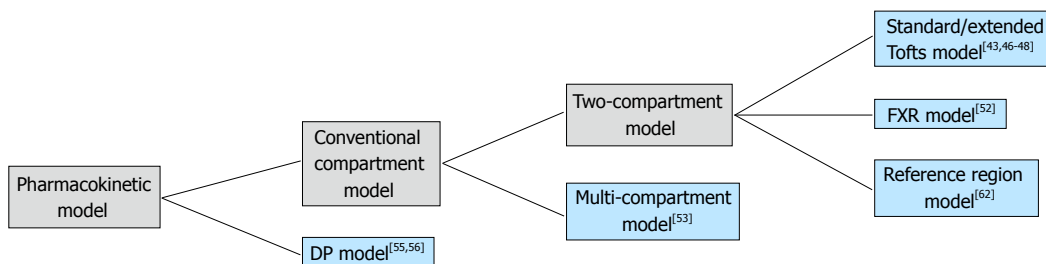 Pharmacokinetic
model
Conventional
compartment
model
DP model[55,56]
Two-compartment
model
Multi-compartment
model[53]
Standard/extended
Tofts model[43,46-48]
FXR model[52]
Reference region
model[62]